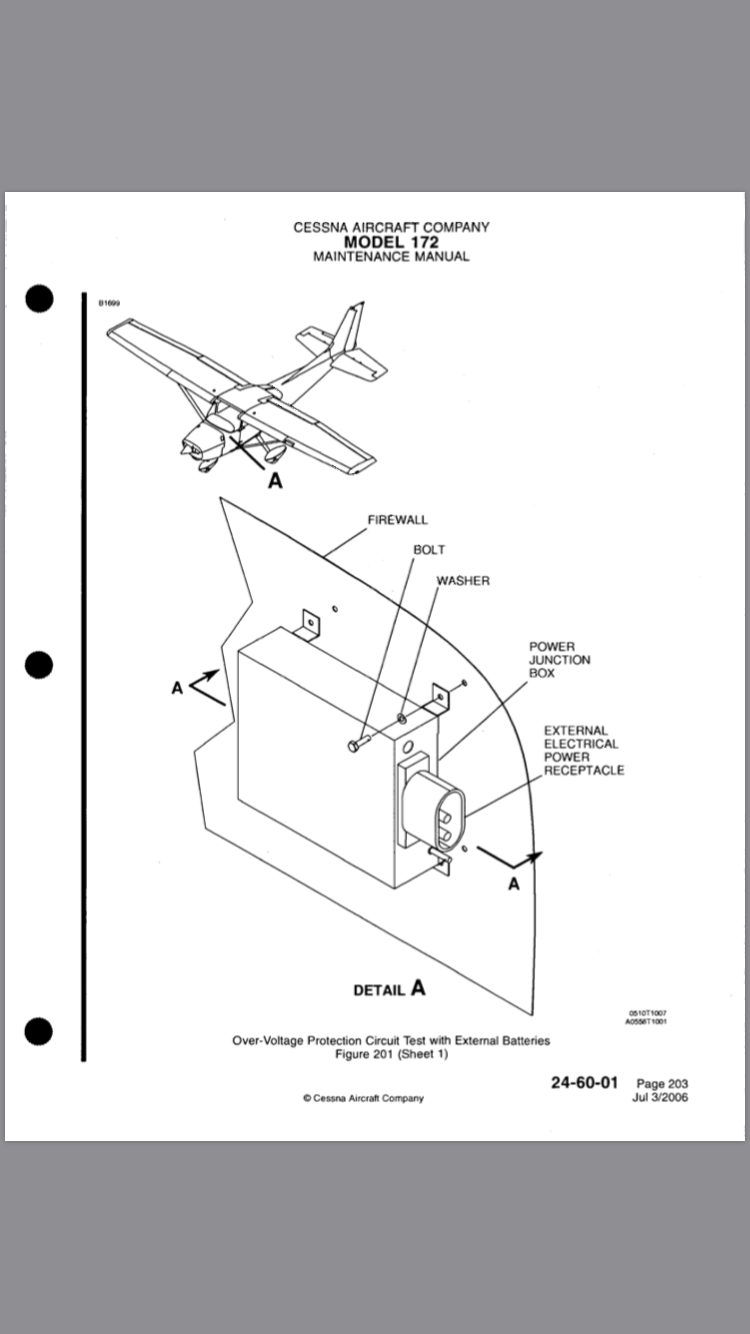 CESSNA AIRCRAFT COMPANY
MODEL 172
MAINTENANCE MANUAL
B1699
A
FIREWALL
BOLT
WASHER
POWER
JUNCTION
BOX
A
EXTERNAL
ELECTRICAL
POWER
RECEPTACLE
A
DETAIL A
0510T1007
A0558T1001
Over-Voltage Protection Circuit Test with External Batteries
Figure 201 (Sheet 1)
24-60-01 Page 203
© Cessna Aircraft Company
Jul 3/2006